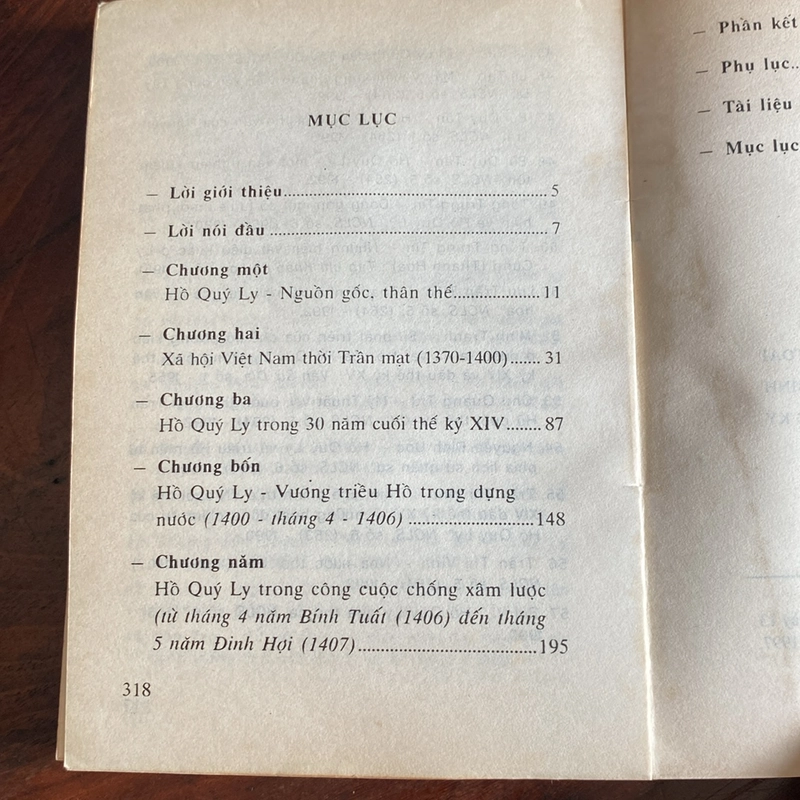 MỤC LỤC
– Lời giới thiệu..................................................5
– Lời nói đầu.....................................................7
– Chương một
Hồ Quý Ly - Nguồn gốc, thân thế..................11
– Chương hai
Xã hội Việt Nam thời Trần mạt (1370-1400)......31
– Chương ba
Hồ Quý Ly trong 30 năm cuối thế kỷ XIV.......87
– Chương bốn
Hồ Quý Ly - Vương triều Hồ trong dựng
nước (1400 - tháng 4 - 1406)........................148
– Chương năm
Hồ Quý Ly trong công cuộc chống xâm lược
(từ tháng 4 năm Bính Tuất (1406) đến tháng
5 năm Đinh Hợi (1407)....................................195
318
– Phần kết
– Phụ lục..
– Tài liệu
– Mục lục